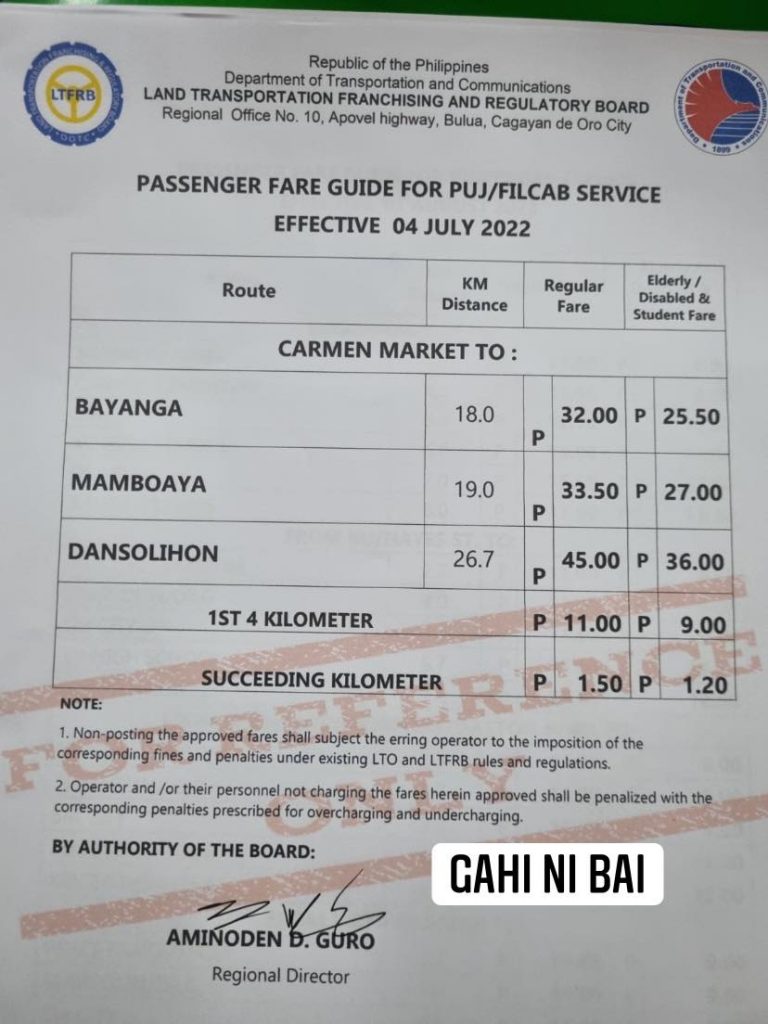 LTFRB
Republic of the Philippines
Department of Transportation and Communications
LAND TRANSPORTATION FRANCHISING AND REGULATORY BOARD
Regional Office No. 10, Apovel highway, Bulua, Cagayan de Oro City
Department of Transportation and Communications
1899
PASSENGER FARE GUIDE FOR PUJ/FILCAB SERVICE
EFFECTIVE 04 JULY 2022
Route KM Distance Regular Fare Elderly / Disabled & Student Fare
CARMEN MARKET TO :
BAYANGA 18.0 P 32.00 P 25.50
MAMBOAYA 19.0 P 33.50 P 27.00
DANSOLIHON 26.7 P 45.00 P 36.00
1ST 4 KILOMETER P 11.00 P 9.00
SUCCEEDING KILOMETER P 1.50 P 1.20
FOR REFERENCE
ONLY
NOTE:
1. Non-posting the approved fares shall subject the erring operator to the imposition of the
corresponding fines and penalties under existing LTO and LTFRB rules and regulations.
2. Operator and /or their personnel not charging the fares herein approved shall be penalized with the
corresponding penalties prescribed for overcharging and undercharging.
BY AUTHORITY OF THE BOARD:
GAHI NI BAI
AMINODEN D. GURO
Regional Director